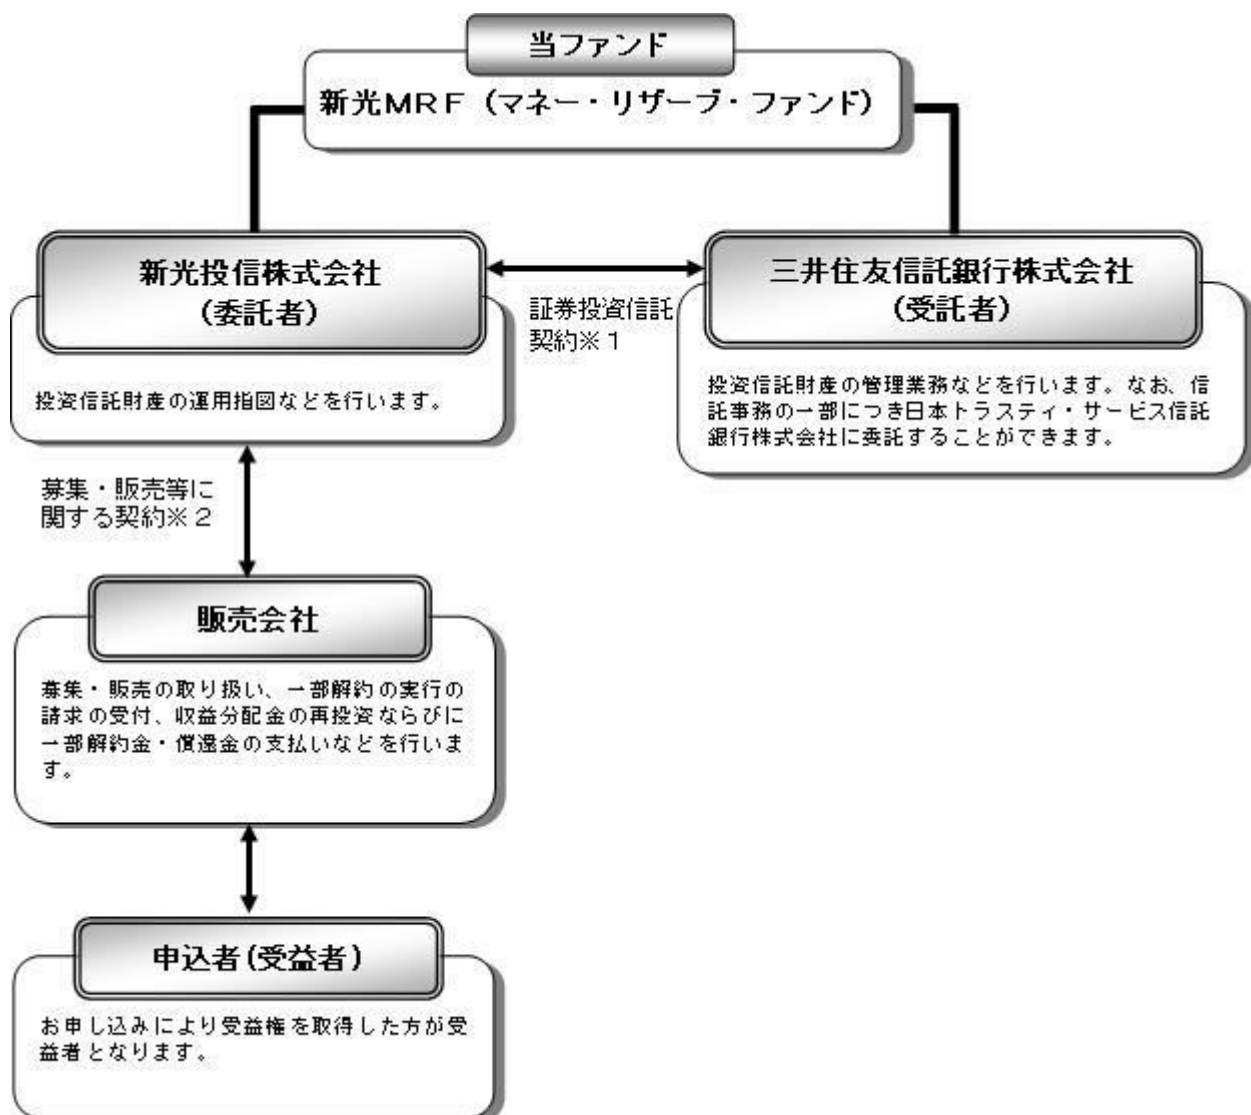 当ファンド
新光MRF（マネー・リザーブ・ファンド）
新光投信株式会社
（委託者）
投資信託財産の運用指図などを行います。
証券投資信託
契約※１
三井住友信託銀行株式会社
（受託者）
投資信託財産の管理業務などを行います。なお、信
託事務の一部につき日本トラスティ・サービス信託
銀行株式会社に委託することができます。
募集・販売等に
関する契約※２
販売会社
募集・販売の取り扱い、一部解約の実行の
請求の受付、収益分配金の再投資ならびに
一部解約金・償還金の支払いなどを行いま
す。
申込者（受益者）
お申し込みにより受益権を取得した方が受
益者となります。